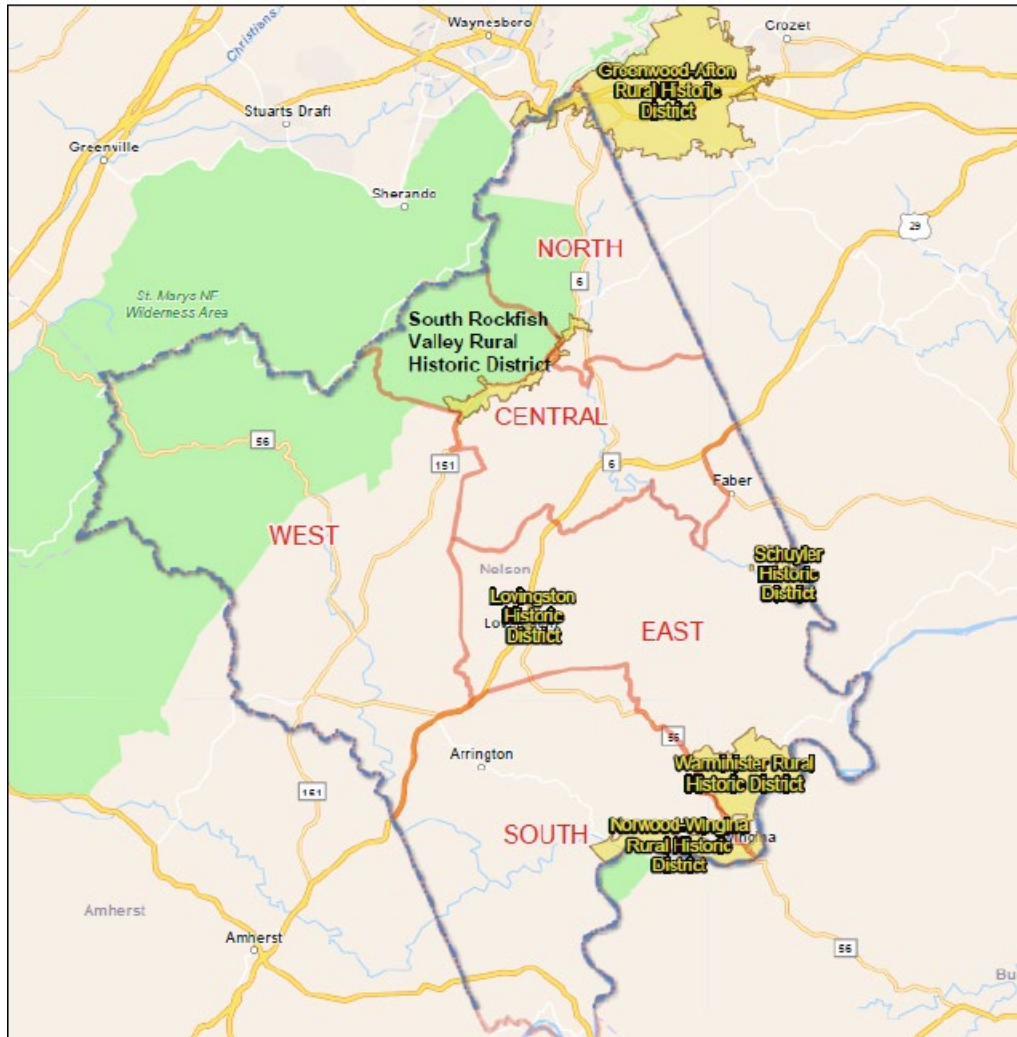 Waynesboro
Crozet
Christians
Greenwood-Afton
Rural Historic
District
Stuarts Draft
Greenville
Sherando
29
NORTH
6
St. Marys NF
Wilderness Area
South Rockfish
Valley Rural
Historic District
CENTRAL
56
151
6
Faber
WEST
Schuyler
Historic
District
Nelson
Lovingston
Historic
District
EAST
56
Arrington
Warminister Rural
Historic District
151
SOUTH
Norwood-Wingina
Rural Historic
District
Amherst
Amherst
56